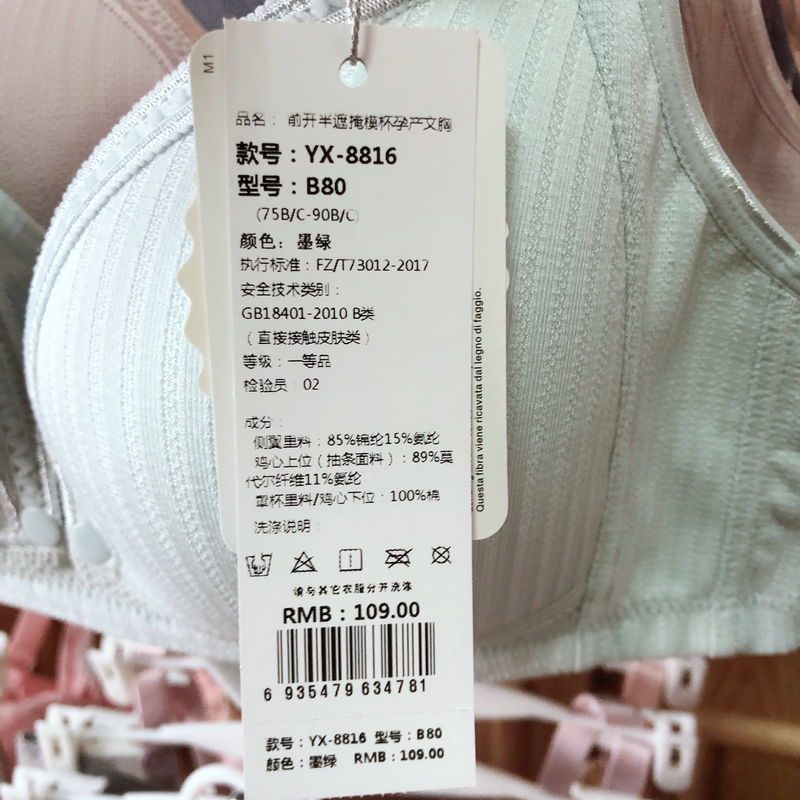 M1
品名： 前开半遮掩模杯孕产文胸
款号：YX-8816
型号：B80
（75B/C-90B/C）
颜色：墨绿
执行标准：FZ/T73012-2017
安全技术类别：
GB18401-2010 B类
（直接接触皮肤类）
等级：一等品
检验员：02
成分：
侧翼里料：85%锦纶15%氨纶
鸡心上位（抽条面料）：89%莫
代尔纤维11%氨纶
罩杯里料/鸡心下位：100%棉
洗涤说明：
请与其它衣服分开洗涤
RMB：109.00
6 935479 634781
款号：YX-8816 型号：B80
颜色：墨绿 RMB：109.00
Questa fibra viene ricavata dal legno di faggio.